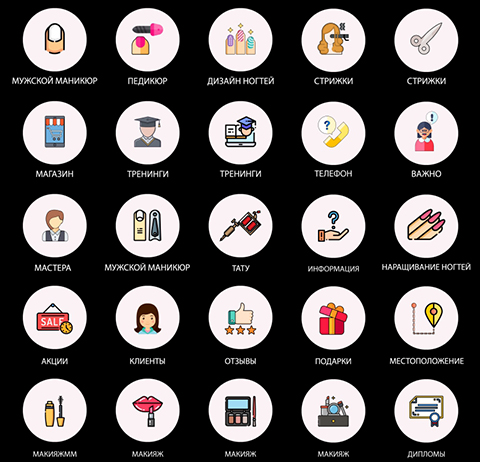 МУЖСКОЙ МАНИКЮР ПЕДИКЮР ДИЗАЙН НОГТЕЙ СТРИЖКИ СТРИЖКИ
МАГАЗИН ТРЕНИНГИ ТРЕНИНГИ ТЕЛЕФОН ВАЖНО
МАСТЕРА МУЖСКОЙ МАНИКЮР ТАТУ ИНФОРМАЦИЯ НАРАЩИВАНИЕ НОГТЕЙ
SALE
АКЦИИ КЛИЕНТЫ ОТЗЫВЫ ПОДАРКИ МЕСТОПОЛОЖЕНИЕ
МАКИЯЖММ МАКИЯЖ МАКИЯЖ МАКИЯЖ ДИПЛОМЫ